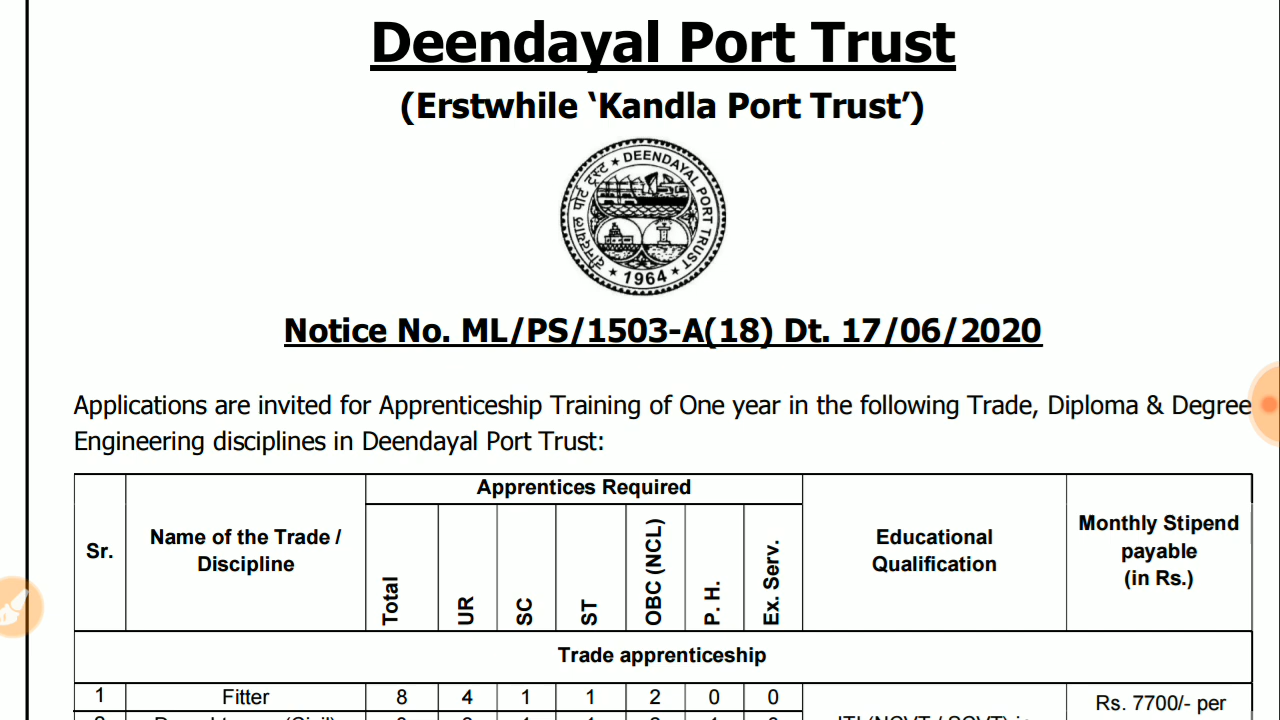 Deendayal Port Trust
(Erstwhile ‘Kandla Port Trust’)
★ DEENDAYAL PORT TRUST ★
दीनदयाल पोर्ट ट्रस्ट
1964
Notice No. ML/PS/1503-A(18) Dt. 17/06/2020
Applications are invited for Apprenticeship Training of One year in the following Trade, Diploma & Degree
Engineering disciplines in Deendayal Port Trust:
Sr.
Name of the Trade /
Discipline
Apprentices Required
Total
UR
SC
ST
OBC (NCL)
P. H.
Ex. Serv.
Educational
Qualification
Monthly Stipend
payable
(in Rs.)
Trade apprenticeship
1 Fitter 8 4 1 1 2 0 0
Rs. 7700/- per